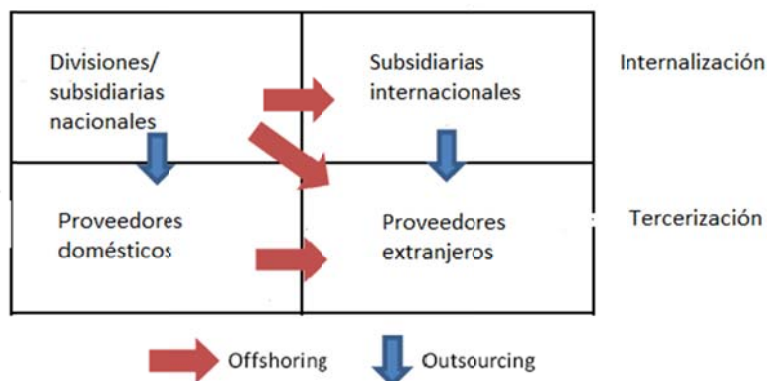 Divisiones/
subsidiarias
nacionales
Subsidiarias
internacionales
Internalización
Proveedores
domésticos
Proveedores
extranjeros
Tercerización
Offshoring
Outsourcing